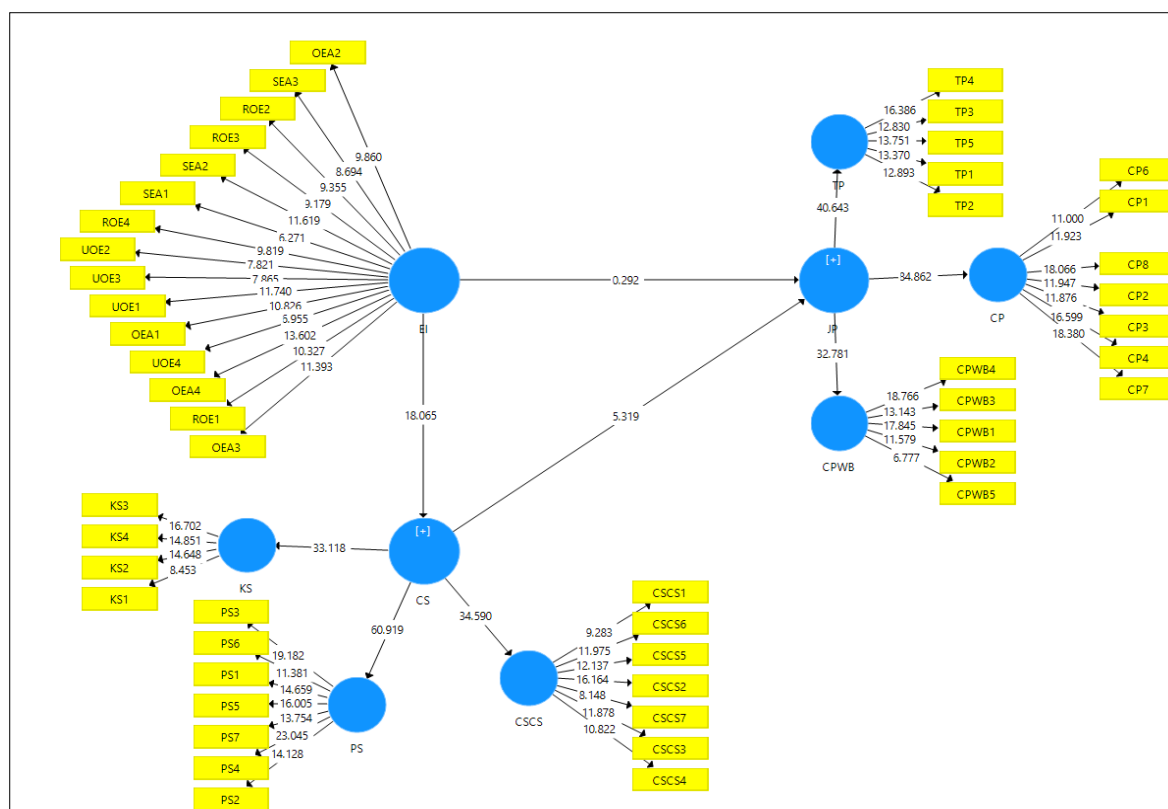 OEA2
SEA3
ROE2
ROE3
SEA2
SEA1
ROE4
UOE2
UOE3
UOE1
OEA1
UOE4
OEA4
ROE1
OEA3
9.860
8.694
9.355
9.179
11.619
6.271
9.819
7.821
7.865
11.740
10.826
13.602
10.327
11.393
EI
0.292
18.065
5.319
TP4
TP3
TP5
TP1
TP2
16.386
12.830
13.751
13.370
12.893
TP
40.643
[+]
JP
CP6
CP1
CP8
CP2
CP3
CP4
CP7
11.000
11.923
18.066
11.947
11.876
16.599
18.380
CP
32.781
CPWB4
CPWB3
CPWB1
CPWB2
CPWB5
18.766
13.143
17.845
11.579
6.777
CPWB
KS3
KS4
KS2
KS1
16.702
14.851
14.648
8.453
KS
33.118
[+]
CS
60.919
34.590
PS3
PS6
PS1
PS5
PS7
PS4
PS2
19.182
11.381
14.659
16.005
13.754
23.045
14.128
PS
CSCS1
CSCS6
CSCS5
CSCS2
CSCS7
CSCS3
CSCS4
9.283
11.975
12.137
16.164
8.148
11.878
10.822
CSCS